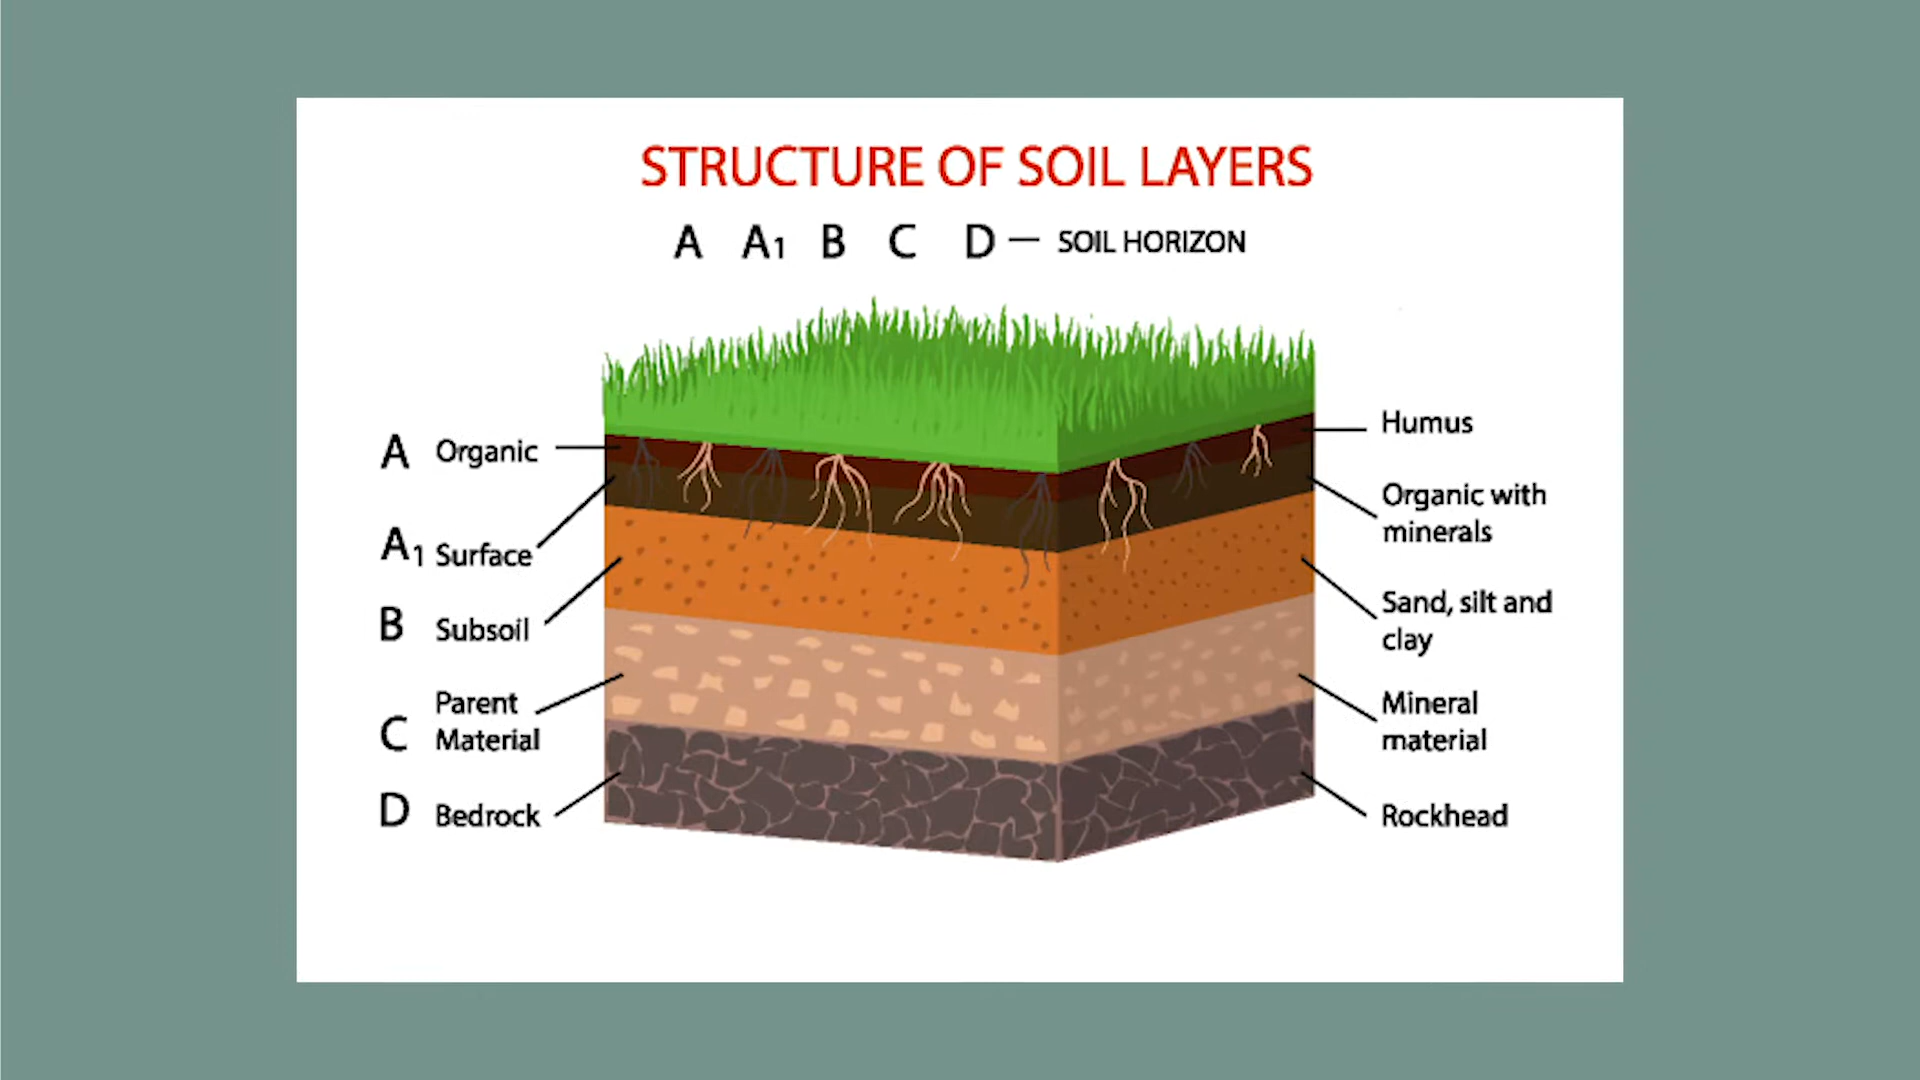 STRUCTURE OF SOIL LAYERS
A A1 B C D — SOIL HORIZON
A Organic
A1 Surface
B Subsoil
Parent
C Material
D Bedrock
Humus
Organic with
minerals
Sand, silt and
clay
Mineral
material
Rockhead